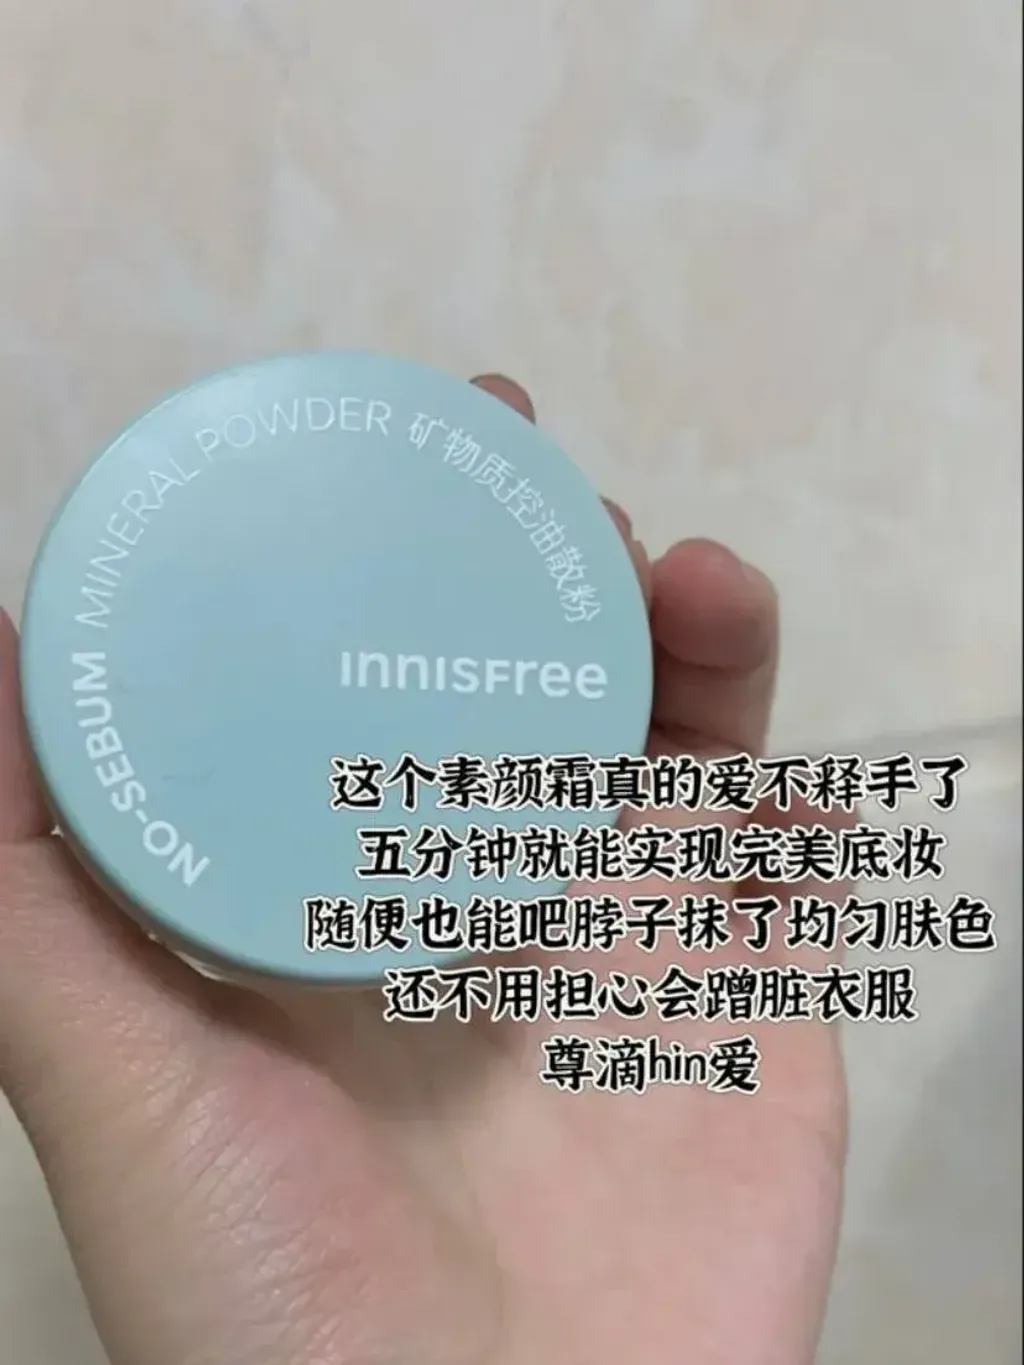 NO-SEBUM MINERAL POWDER 矿物质控油散粉
innisfree
这个素颜霜真的爱不释手了
五分钟就能实现完美底妆
随便也能吧脖子抹了均匀肤色
还不用担心会蹭脏衣服
尊滴hin爱